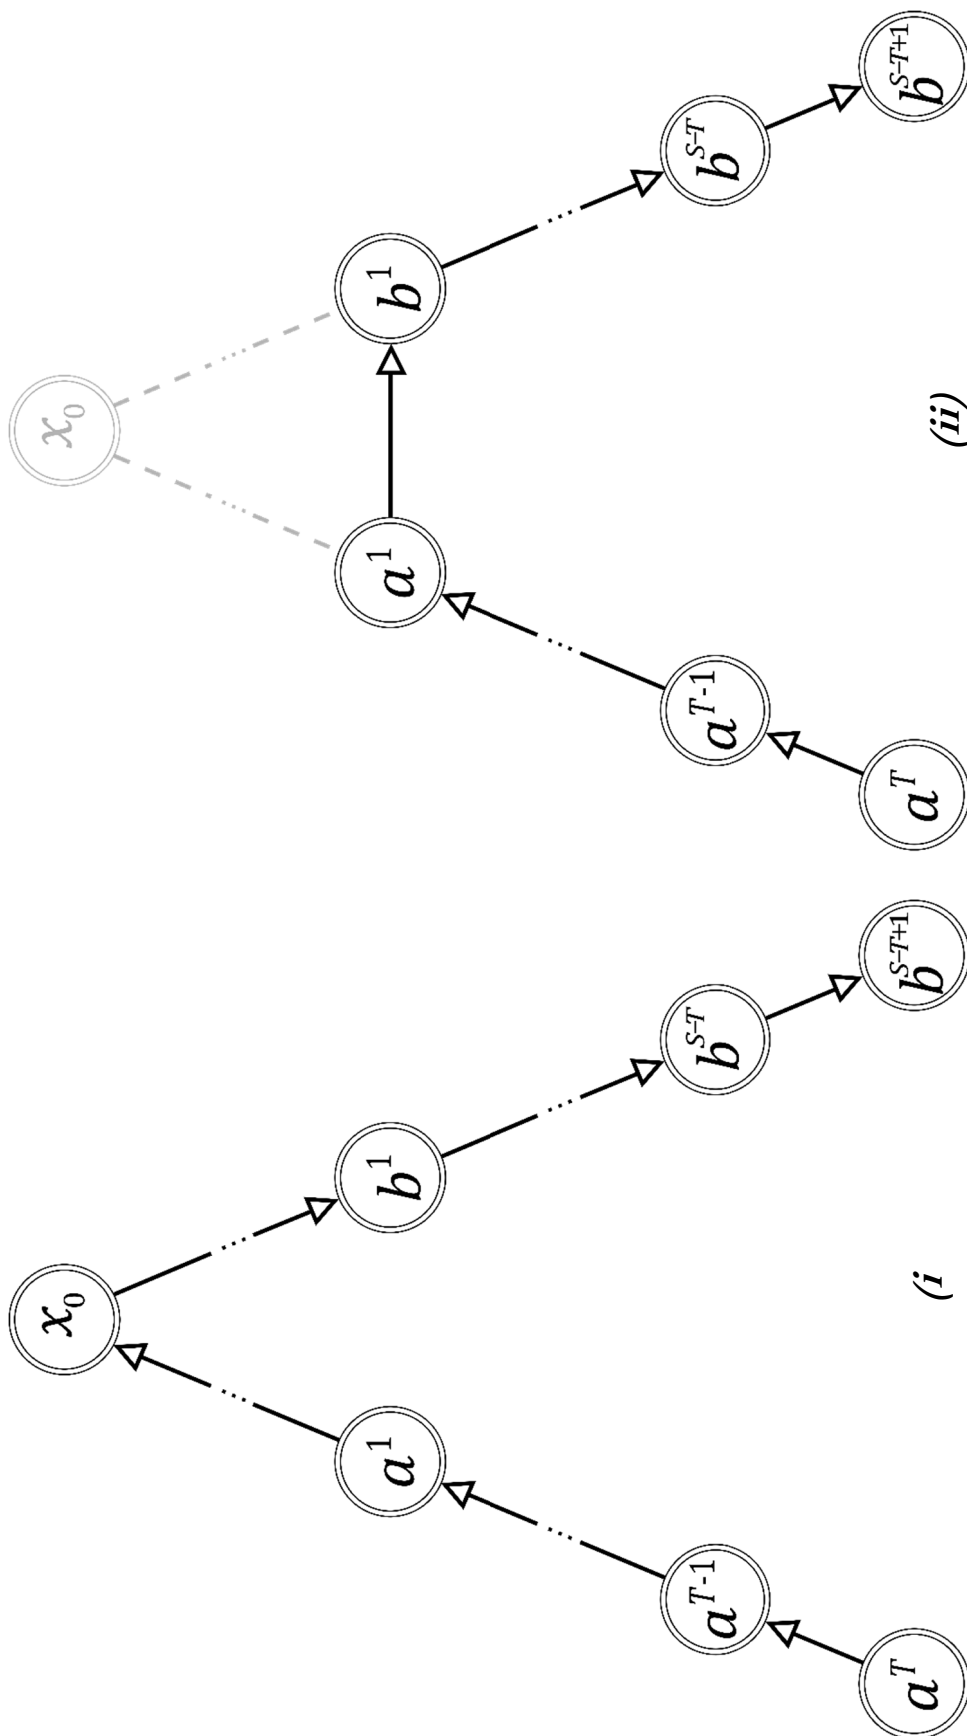 x₀
a¹ b¹
aᵀ⁻¹ bˢ⁻ᵀ
aᵀ bˢ⁻ᵀ⁺¹
(i
x₀
a¹ b¹
aᵀ⁻¹ bˢ⁻ᵀ
aᵀ bˢ⁻ᵀ⁺¹
(ii)